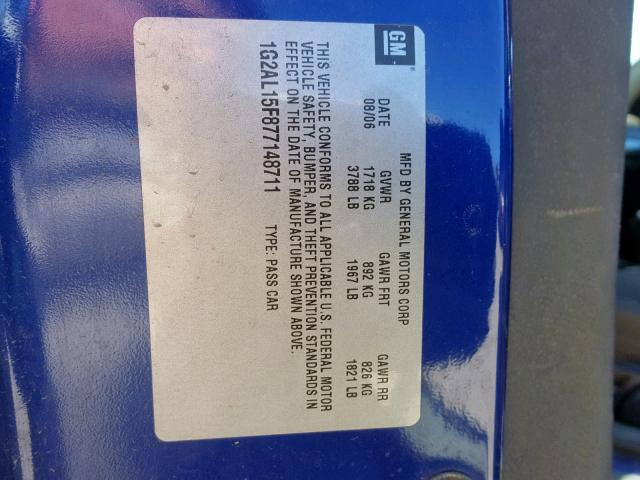 GM
MFD BY GENERAL MOTORS CORP
DATE GVWR GAWR FRT GAWR RR
08/06 1718 KG 892 KG 826 KG
3788 LB 1967 LB 1821 LB
THIS VEHICLE CONFORMS TO ALL APPLICABLE U.S. FEDERAL MOTOR
VEHICLE SAFETY, BUMPER, AND THEFT PREVENTION STANDARDS IN
EFFECT ON THE DATE OF MANUFACTURE SHOWN ABOVE.
1G2AL15F877148711 TYPE: PASS CAR